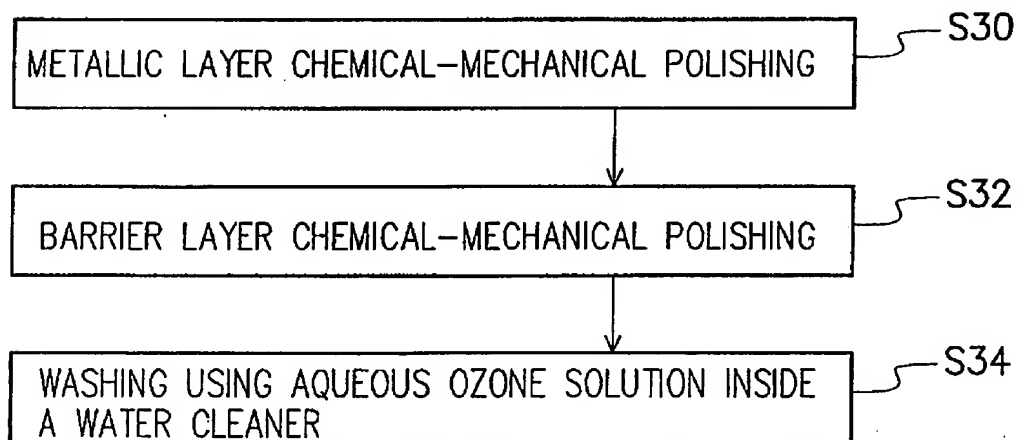 S30
METALLIC LAYER CHEMICAL-MECHANICAL POLISHING
S32
BARRIER LAYER CHEMICAL-MECHANICAL POLISHING
S34
WASHING USING AQUEOUS OZONE SOLUTION INSIDE
A WATER CLEANER